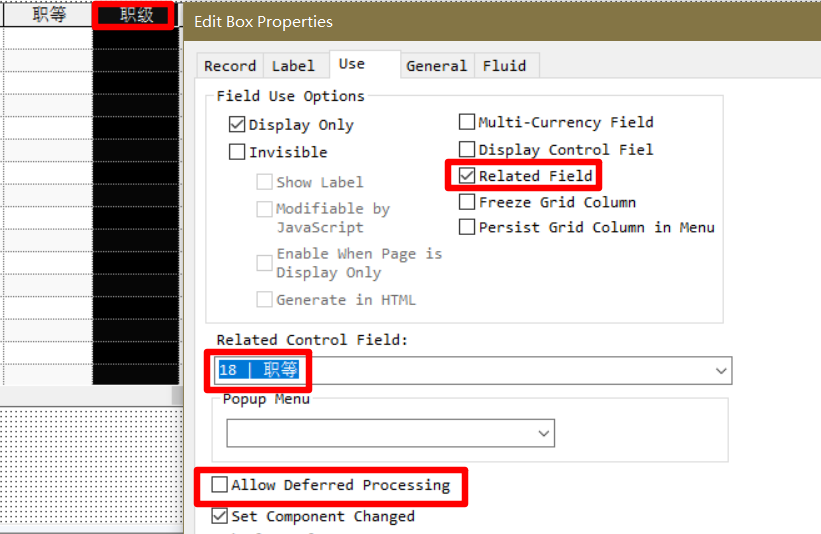 职等 职级
Edit Box Properties
Record Label Use General Fluid
Field Use Options
Display Only
Multi-Currency Field
Invisible
Display Control Fiel
Show Label
Related Field
Modifiable by
JavaScript
Freeze Grid Column
Enable When Page is
Display Only
Persist Grid Column in Menu
Generate in HTML
Related Control Field:
18 | 职等
Popup Menu
Allow Deferred Processing
Set Component Changed